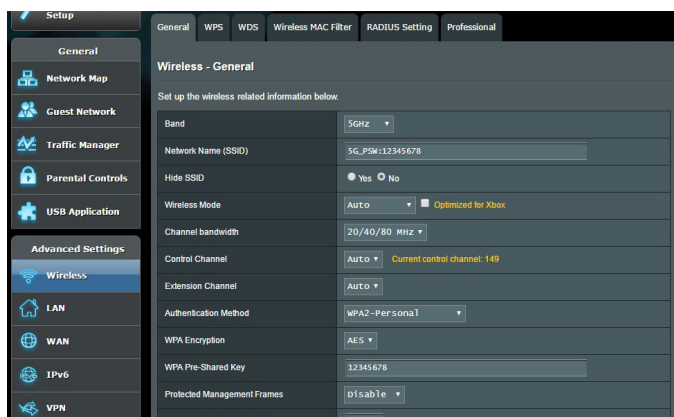 Setup
General
Network Map
Guest Network
Traffic Manager
Parental Controls
USB Application
Advanced Settings
Wireless
LAN
WAN
IPv6
VPN
General WPS WDS Wireless MAC Filter RADIUS Setting Professional
Wireless - General
Set up the wireless related information below.
Band 5GHz
Network Name (SSID) 5G_PSW:12345678
Hide SSID Yes No
Wireless Mode Auto Optimized for Xbox
Channel bandwidth 20/40/80 MHz
Control Channel Auto Current control channel: 149
Extension Channel Auto
Authentication Method WPA2-Personal
WPA Encryption AES
WPA Pre-Shared Key 12345678
Protected Management Frames Disable